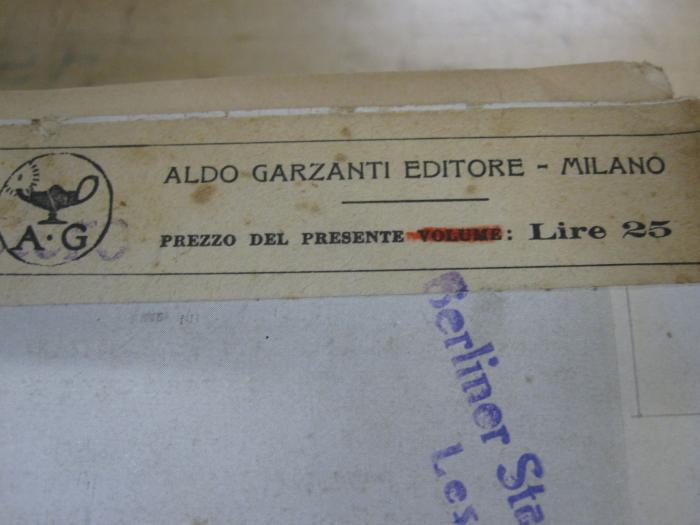 ALDO GARZANTI EDITORE - MILANO
A·G
PREZZO DEL PRESENTE VOLUME: Lire 25
Berliner Sta
Les